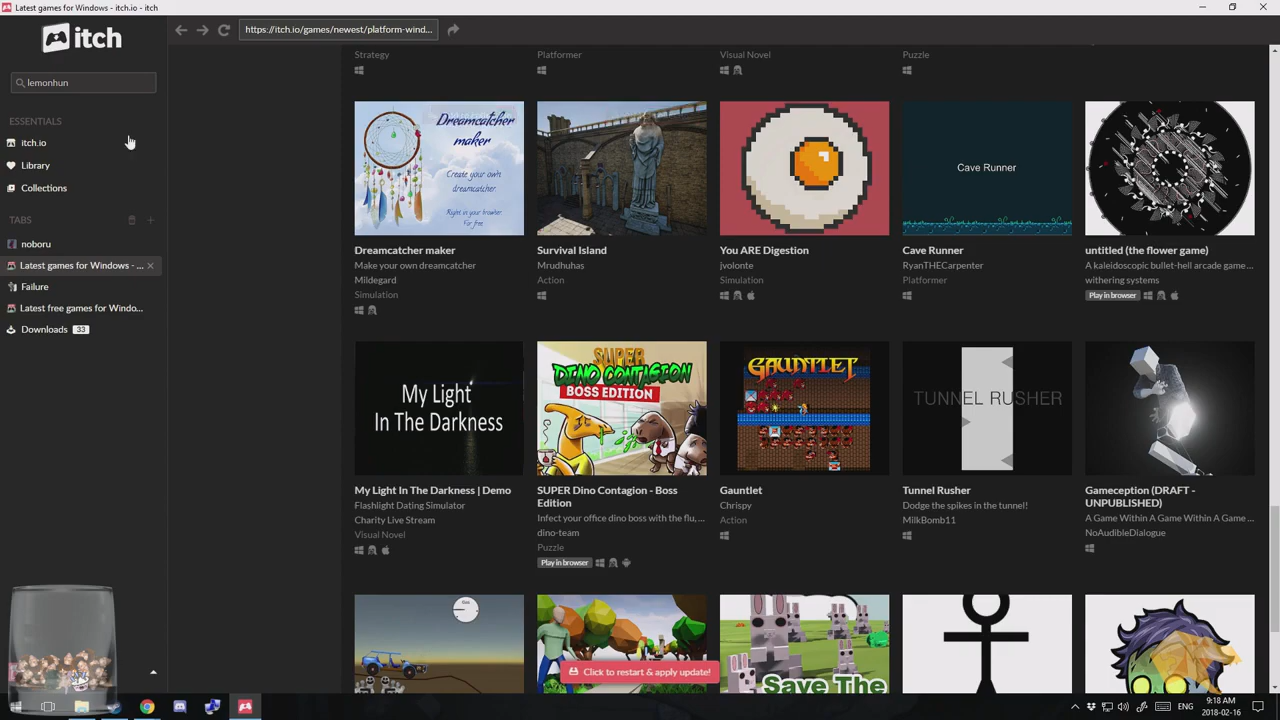 Latest games for Windows - itch.io - itch
itch
https://itch.io/games/newest/platform-wind...
lemonhun
ESSENTIALS
itch.io
Library
Collections
TABS
noboru
Latest games for Windows - ...
Failure
Latest free games for Windo...
Downloads 33
Strategy
Platformer
Visual Novel
Puzzle
Dreamcatcher
maker
Create your own
dreamcatcher.
Right in your browser
For free
Cave Runner
Dreamcatcher maker
Make your own dreamcatcher
Mildegard
Simulation
Survival Island
Mrudhuhas
Action
You ARE Digestion
jvolonte
Simulation
Cave Runner
RyanTHECarpenter
Platformer
untitled (the flower game)
A kaleidoscopic bullet-hell arcade game ...
withering systems
Play in browser
My Light
In The Darkness
SUPER
DINO CONTAGION
BOSS EDITION
GAUNTLET
TUNNEL RUSHER
My Light In The Darkness | Demo
Flashlight Dating Simulator
Charity Live Stream
Visual Novel
SUPER Dino Contagion - Boss
Edition
Infect your office dino boss with the flu, ...
dino-team
Puzzle
Play in browser
Gauntlet
Chrispy
Action
Tunnel Rusher
Dodge the spikes in the tunnel!
MilkBomb11
Gameception (DRAFT -
UNPUBLISHED)
A Game Within A Game Within A Game ...
NoAudibleDialogue
Save The
Click to restart & apply update!
ENG
9:18 AM
2018-02-16